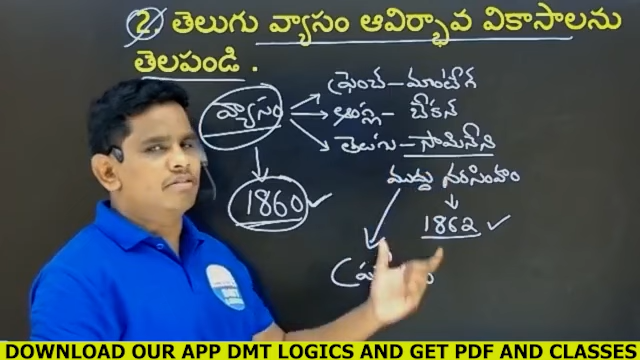 2. తెలుగు వ్యాసం ఆవిర్భావ వికాసాలను
తెలపండి .
వ్యాసం
ఫ్రెంచ్ - మాంటేగ్
ఆంగ్ల - బేకన్
తెలుగు - సామినేని
ముద్దు నరసింహం
1860
1862
DOWNLOAD OUR APP DMT LOGICS AND GET PDF AND CLASSES